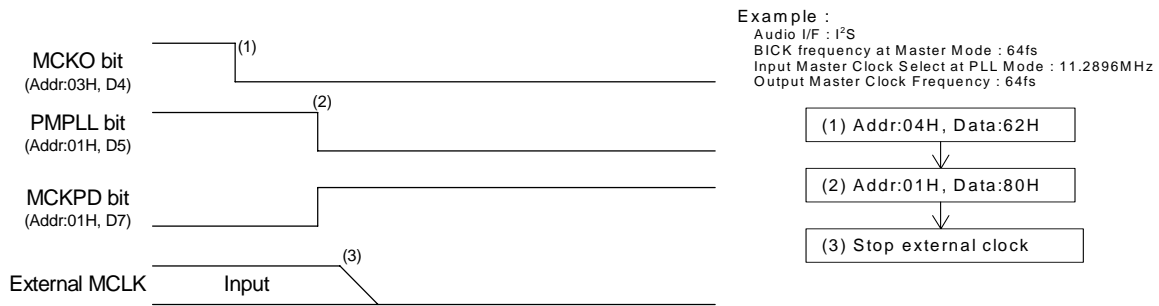 MCKO bit
(Addr:03H, D4)
(1)
PMPLL bit
(Addr:01H, D5)
(2)
MCKPD bit
(Addr:01H, D7)
External MCLK
Input
(3)
Example :
Audio I/F : I²S
BICK frequency at Master Mode : 64fs
Input Master Clock Select at PLL Mode : 11.2896MHz
Output Master Clock Frequency : 64fs
(1) Addr:04H, Data:62H
(2) Addr:01H, Data:80H
(3) Stop external clock